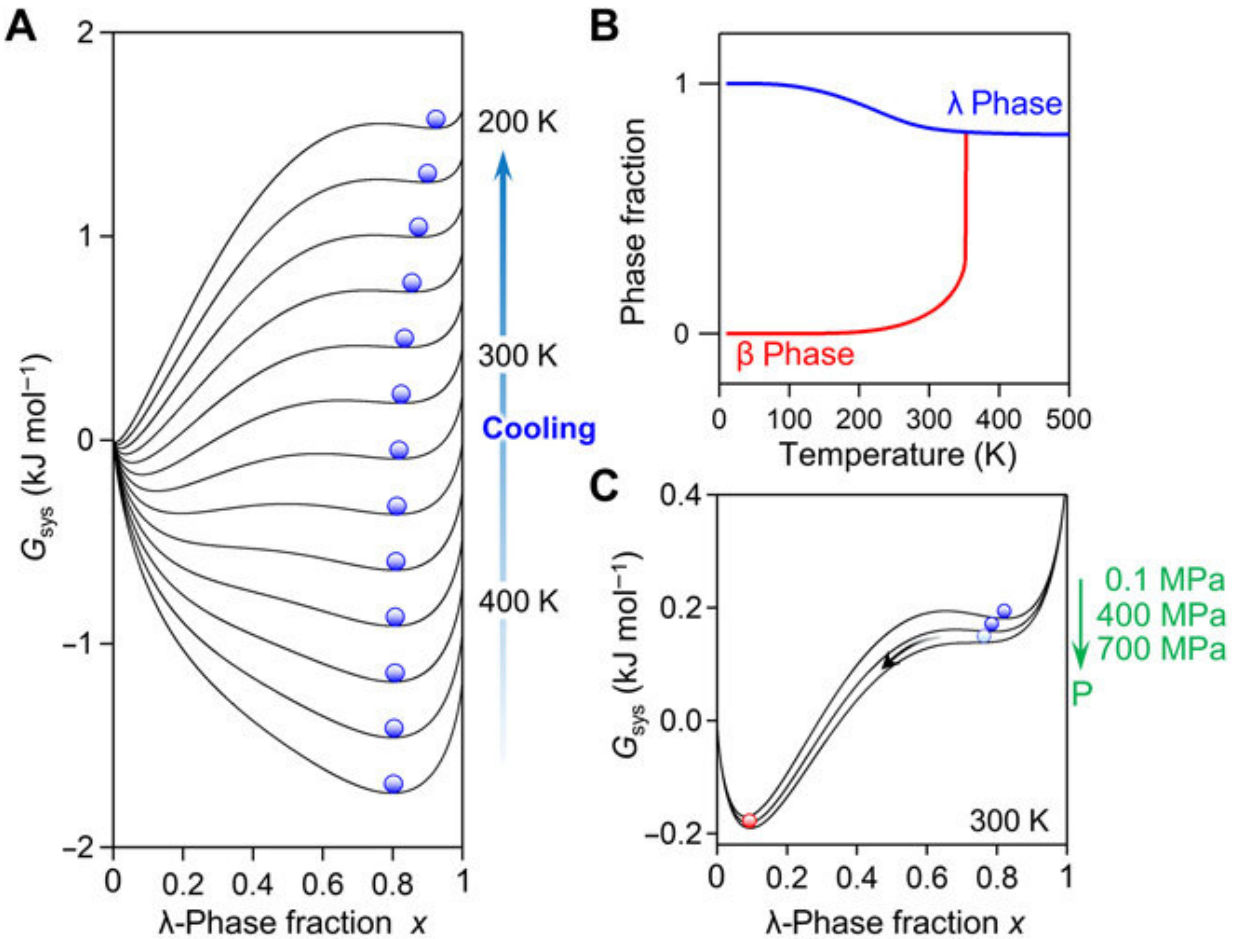 A
2
1
0
−1
−2
G_sys (kJ mol⁻¹)
200 K
300 K
Cooling
400 K
0 0.2 0.4 0.6 0.8 1
λ-Phase fraction x
B
1
0
Phase fraction
λ Phase
β Phase
0 100 200 300 400 500
Temperature (K)
C
0.4
0.2
0.0
−0.2
G_sys (kJ mol⁻¹)
0.1 MPa
400 MPa
700 MPa
P
300 K
0 0.2 0.4 0.6 0.8 1
λ-Phase fraction x